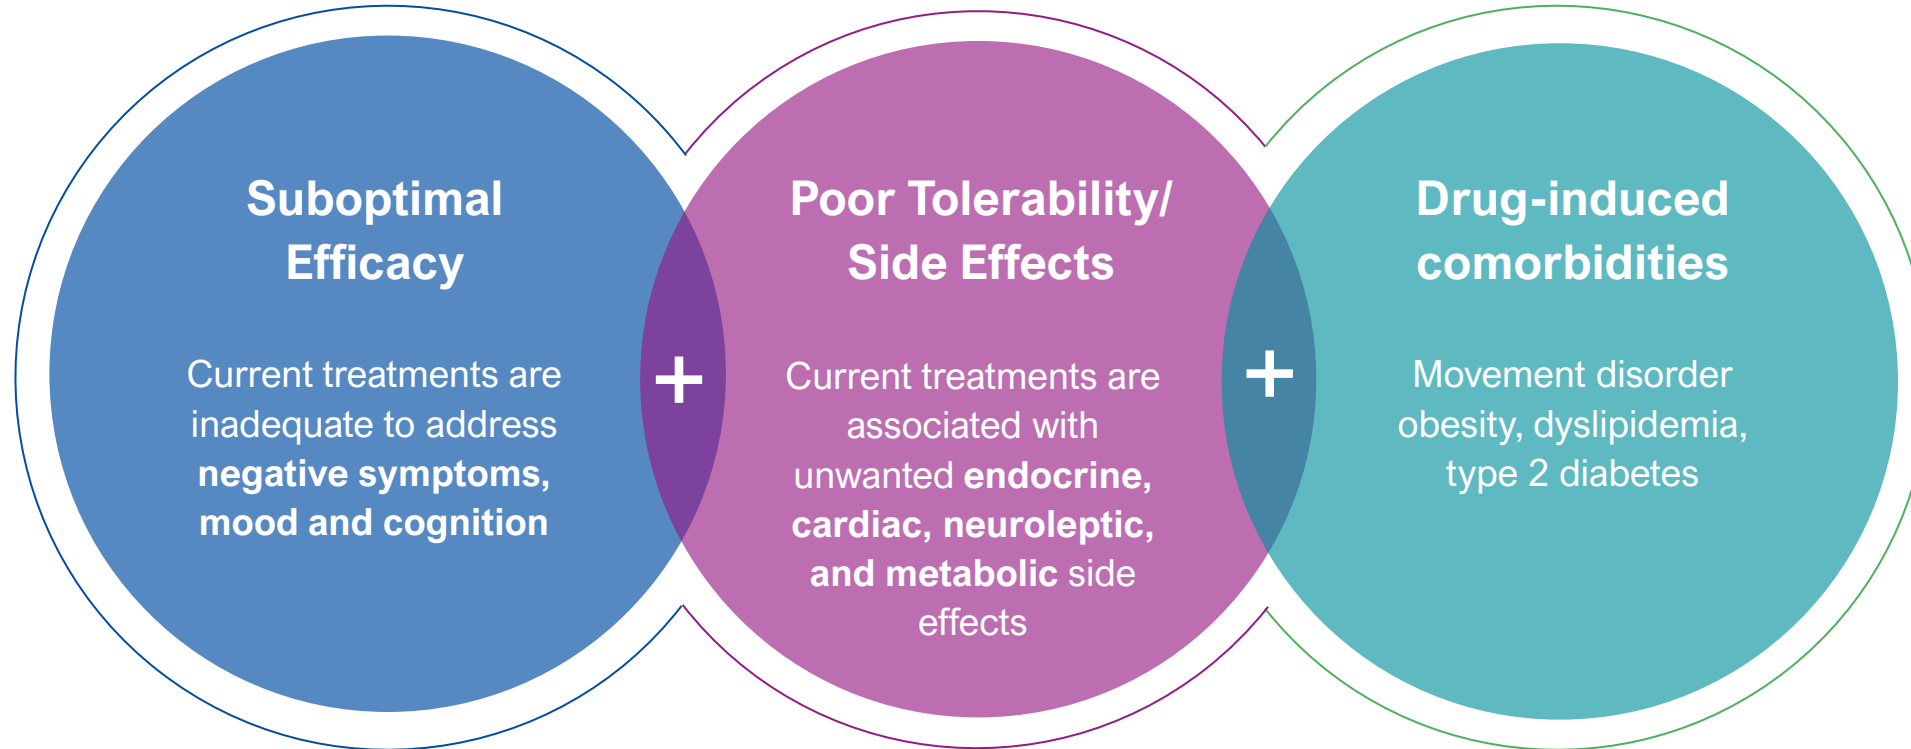 Suboptimal
Efficacy
Current treatments are
inadequate to address
negative symptoms,
mood and cognition
+
Poor Tolerability/
Side Effects
Current treatments are
associated with
unwanted endocrine,
cardiac, neuroleptic,
and metabolic side
effects
+
Drug-induced
comorbidities
Movement disorder
obesity, dyslipidemia,
type 2 diabetes